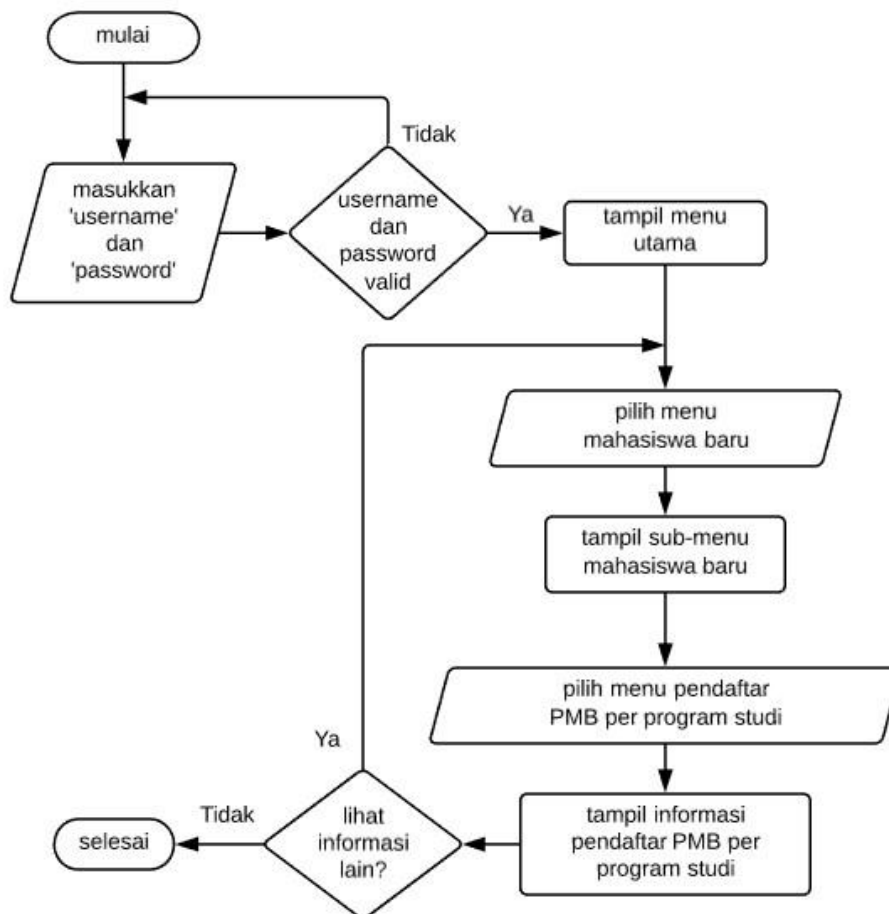 mulai
Tidak
masukkan
'username'
dan
'password'
username
dan
password
valid
Ya
tampil menu
utama
pilih menu
mahasiswa baru
tampil sub-menu
mahasiswa baru
pilih menu pendaftar
PMB per program studi
tampil informasi
pendaftar PMB per
program studi
lihat
informasi
lain?
Ya
Tidak
selesai